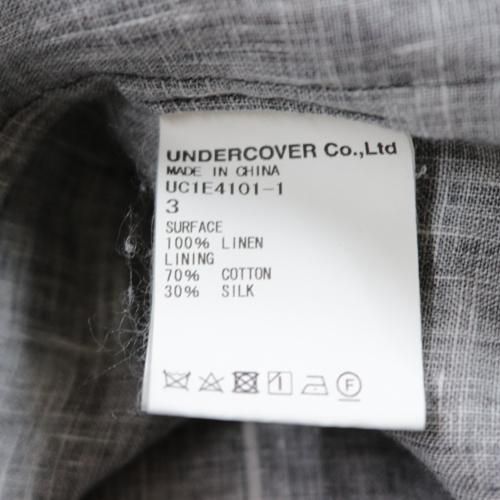 UNDERCOVER Co.,Ltd
MADE IN CHINA
UC1E4101-1
3
SURFACE
100% LINEN
LINING
70% COTTON
30% SILK
F